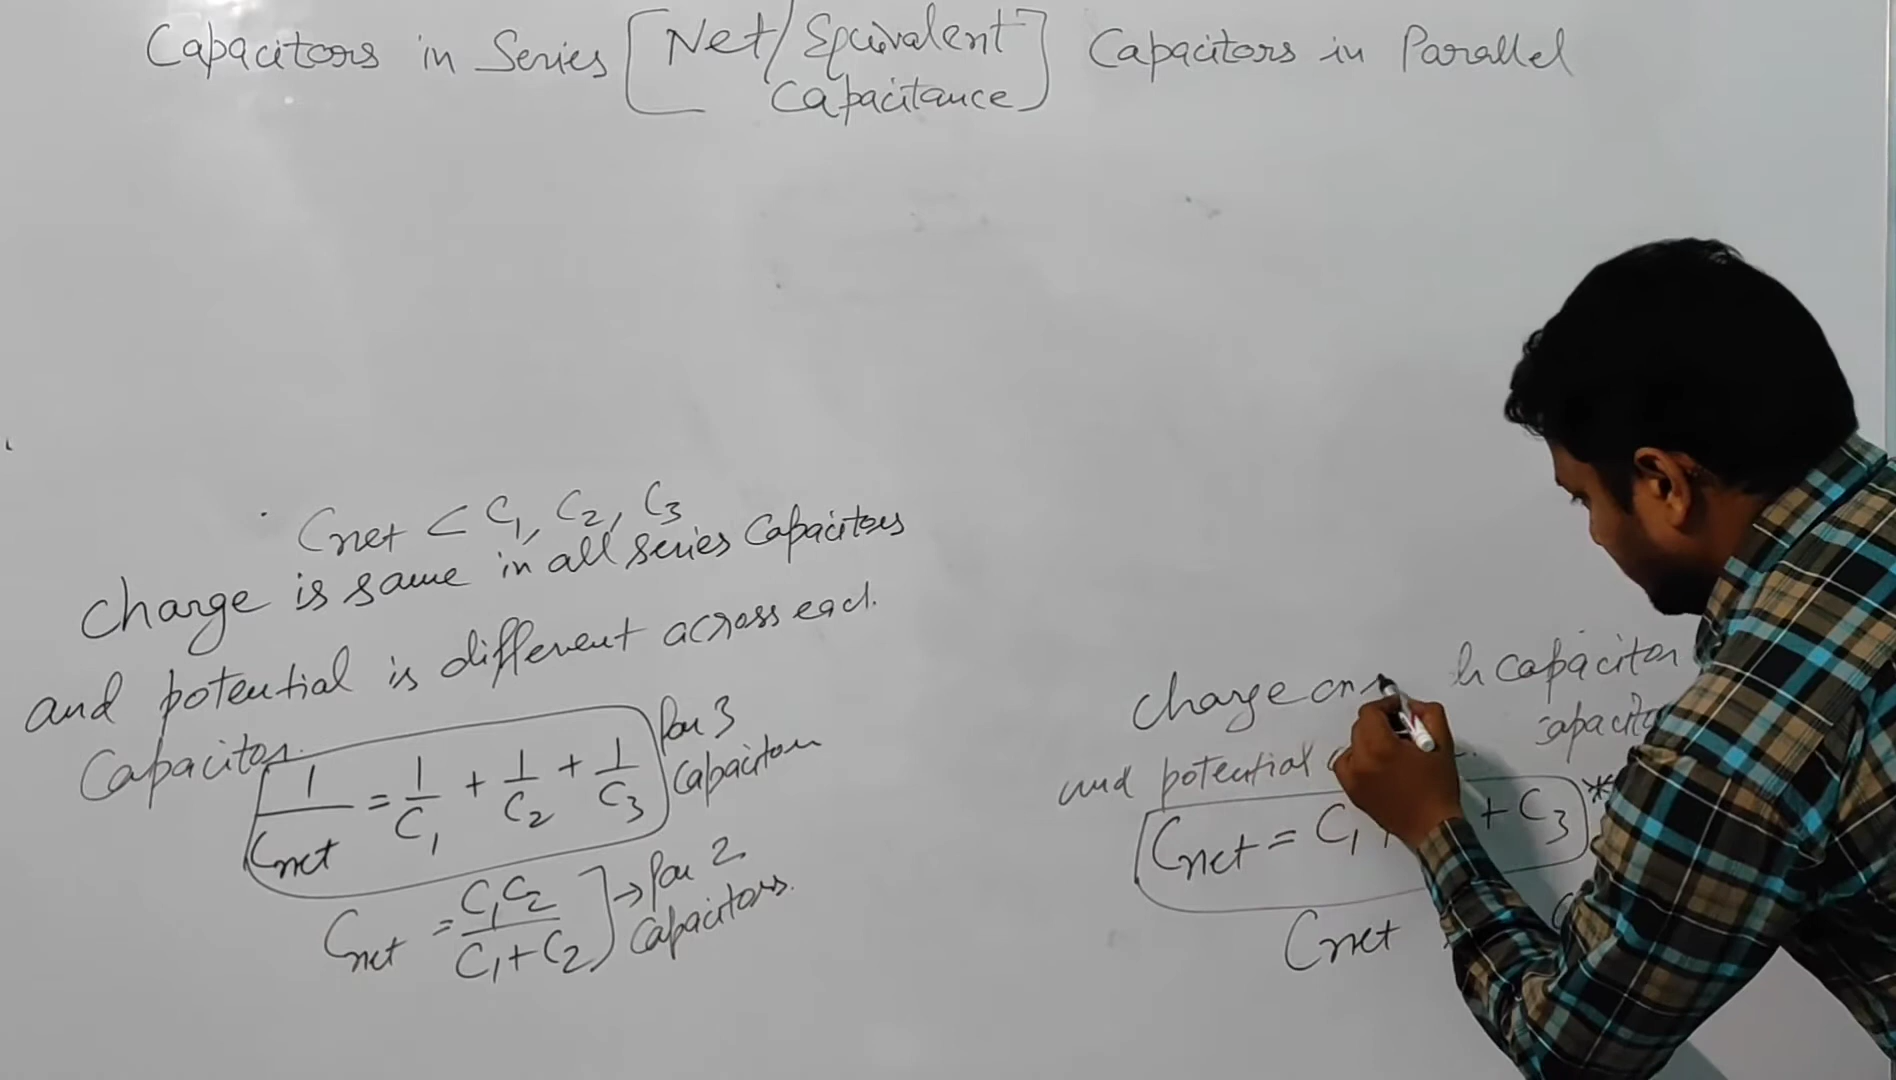 Capacitors in Series [Net/Equivalent Capacitance] Capacitors in Parallel
Cnet < C1, C2, C3
Charge is same in all series Capacitors
and potential is different across each
Capacitor.
1/Cnet = 1/C1 + 1/C2 + 1/C3 for 3 Capacitors
Cnet = C1C2/C1+C2 ] → for 2 Capacitors.
Charge on capacitor
and potential capacitor
Cnet = C1 + C3 *
Cnet